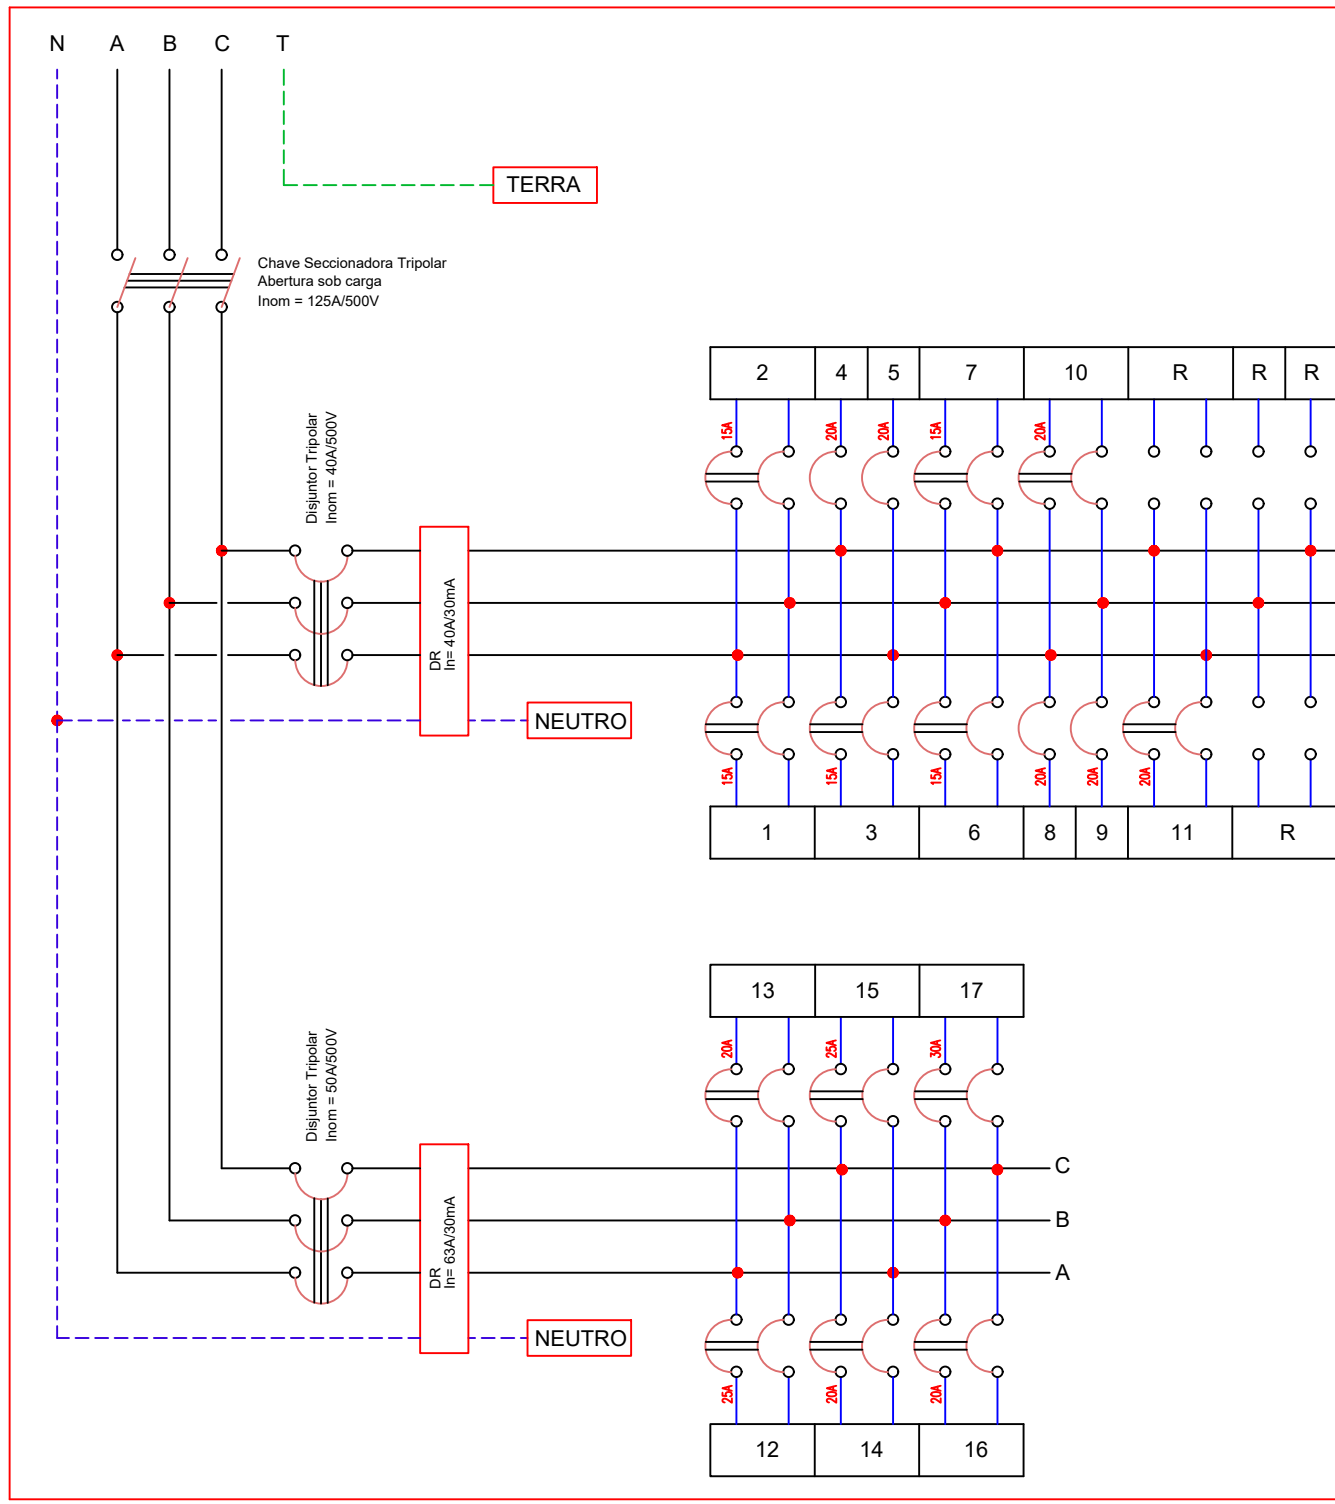 N A B C T
TERRA
Chave Seccionadora Tripolar
Abertura sob carga
Inom = 125A/500V
2 4 5 7 10 R R R
15A 20A 20A 15A 20A
Disjuntor Tripolar
Inom = 40A/500V
DR
In= 40A/30mA
NEUTRO
15A 15A 15A 20A 20A 20A
1 3 6 8 9 11 R
13 15 17
20A 25A 30A
Disjuntor Tripolar
Inom = 50A/500V
C
B
A
DR
In= 63A/30mA
NEUTRO
25A 20A 20A
12 14 16